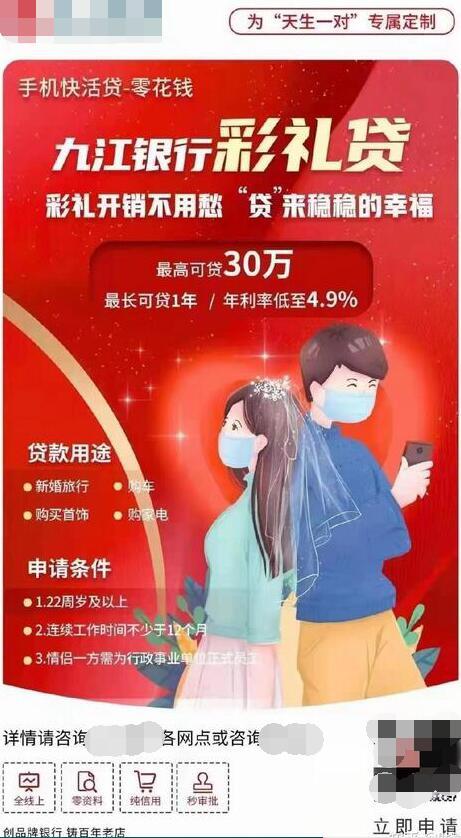 为“天生一对”专属定制
手机快活贷-零花钱
九江银行彩礼贷
彩礼开销不用愁 “贷”来稳稳的幸福
最高可贷30万
最长可贷1年 / 年利率低至4.9%
贷款用途
新婚旅行 购车
购买首饰 购家电
申请条件
1.22周岁及以上
2.连续工作时间不少于12个月
3.情侣一方需为行政事业单位正式员工
详情请咨询 各网点或咨询
全线上 零资料 纯信用 秒审批
创品牌银行 铸百年老店
立即申请